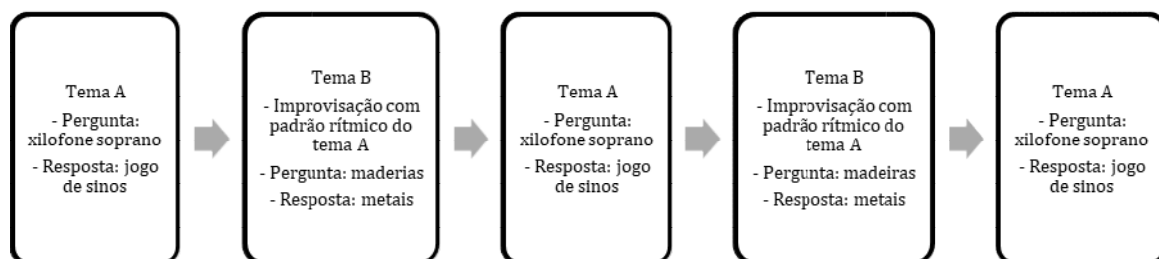 Tema A
- Pergunta:
xilofone soprano
- Resposta: jogo
de sinos
Tema B
- Improvisação com
padrão rítmico do
tema A
- Pergunta: maderias
- Resposta: metais
Tema A
- Pergunta:
xilofone soprano
- Resposta: jogo
de sinos
Tema B
- Improvisação com
padrão rítmico do
tema A
- Pergunta: madeiras
- Resposta: metais
Tema A
- Pergunta:
xilofone soprano
- Resposta: jogo
de sinos